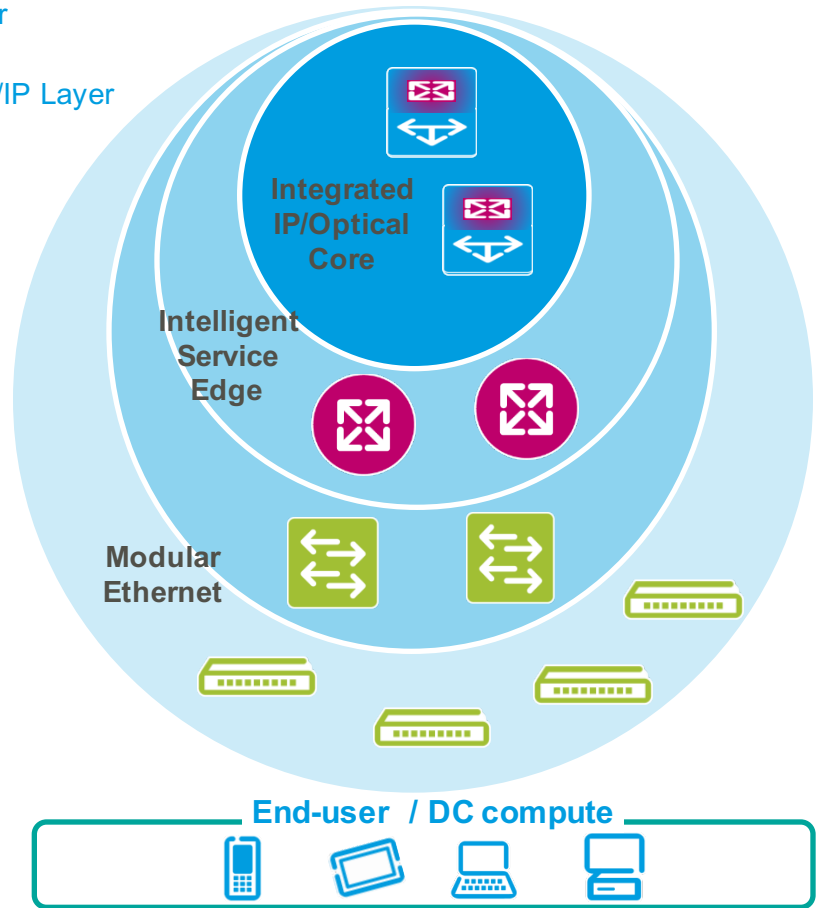 r
/IP Layer
Integrated
IP/Optical
Core
Intelligent
Service
Edge
Modular
Ethernet
End-user / DC compute